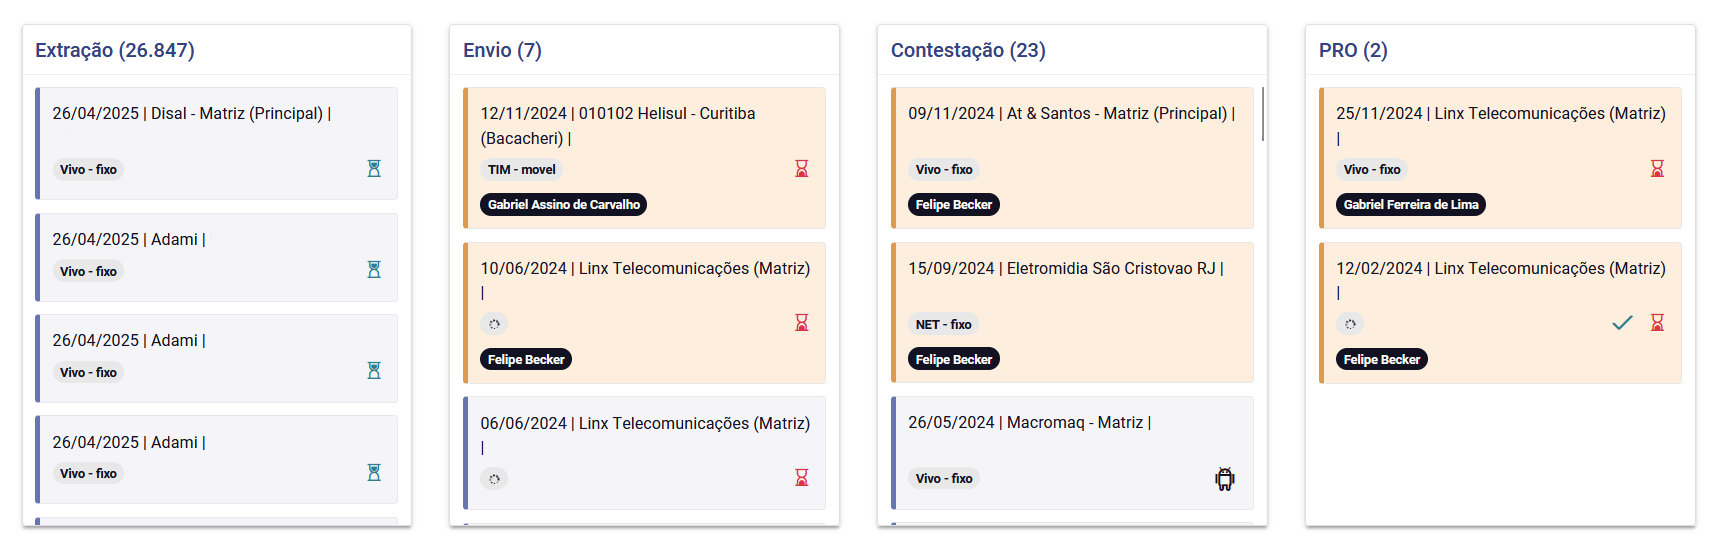 Extração (26.847)
26/04/2025 | Disal - Matriz (Principal) |
Vivo - fixo
26/04/2025 | Adami |
Vivo - fixo
26/04/2025 | Adami |
Vivo - fixo
26/04/2025 | Adami |
Vivo - fixo
Envio (7)
12/11/2024 | 010102 Helisul - Curitiba
(Bacacheri) |
TIM - movel
Gabriel Assino de Carvalho
10/06/2024 | Linx Telecomunicações (Matriz)
|
Felipe Becker
06/06/2024 | Linx Telecomunicações (Matriz)
|
Contestação (23)
09/11/2024 | At & Santos - Matriz (Principal) |
Vivo - fixo
Felipe Becker
15/09/2024 | Eletromidia São Cristovao RJ |
NET - fixo
Felipe Becker
26/05/2024 | Macromaq - Matriz |
Vivo - fixo
PRO (2)
25/11/2024 | Linx Telecomunicações (Matriz)
|
Vivo - fixo
Gabriel Ferreira de Lima
12/02/2024 | Linx Telecomunicações (Matriz)
|
Felipe Becker